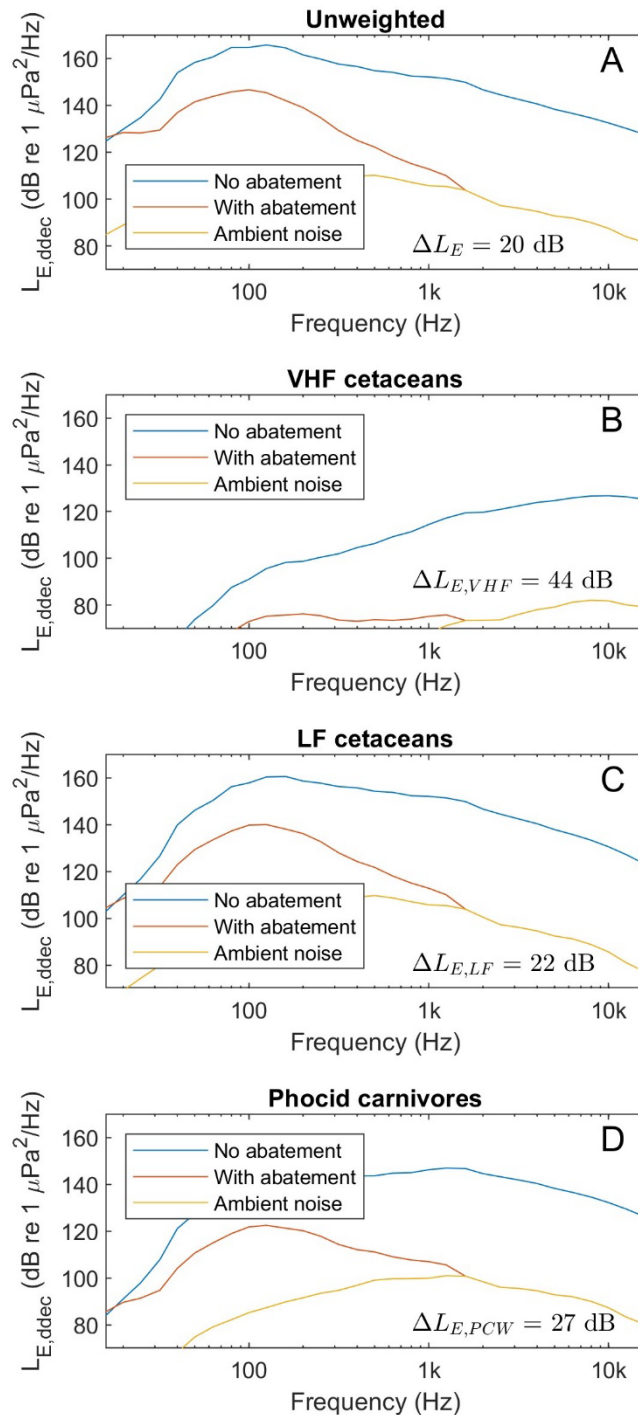 Unweighted
A
160
140
120
100
80
L_E,ddec (dB re 1 μPa²/Hz)
No abatement
With abatement
Ambient noise
ΔL_E = 20 dB
100
1k
10k
Frequency (Hz)
VHF cetaceans
B
160
140
120
100
80
L_E,ddec (dB re 1 μPa²/Hz)
No abatement
With abatement
Ambient noise
ΔL_E,VHF = 44 dB
100
1k
10k
Frequency (Hz)
LF cetaceans
C
160
140
120
100
80
L_E,ddec (dB re 1 μPa²/Hz)
No abatement
With abatement
Ambient noise
ΔL_E,LF = 22 dB
100
1k
10k
Frequency (Hz)
Phocid carnivores
D
160
140
120
100
80
L_E,ddec (dB re 1 μPa²/Hz)
No abatement
With abatement
Ambient noise
ΔL_E,PCW = 27 dB
100
1k
10k
Frequency (Hz)